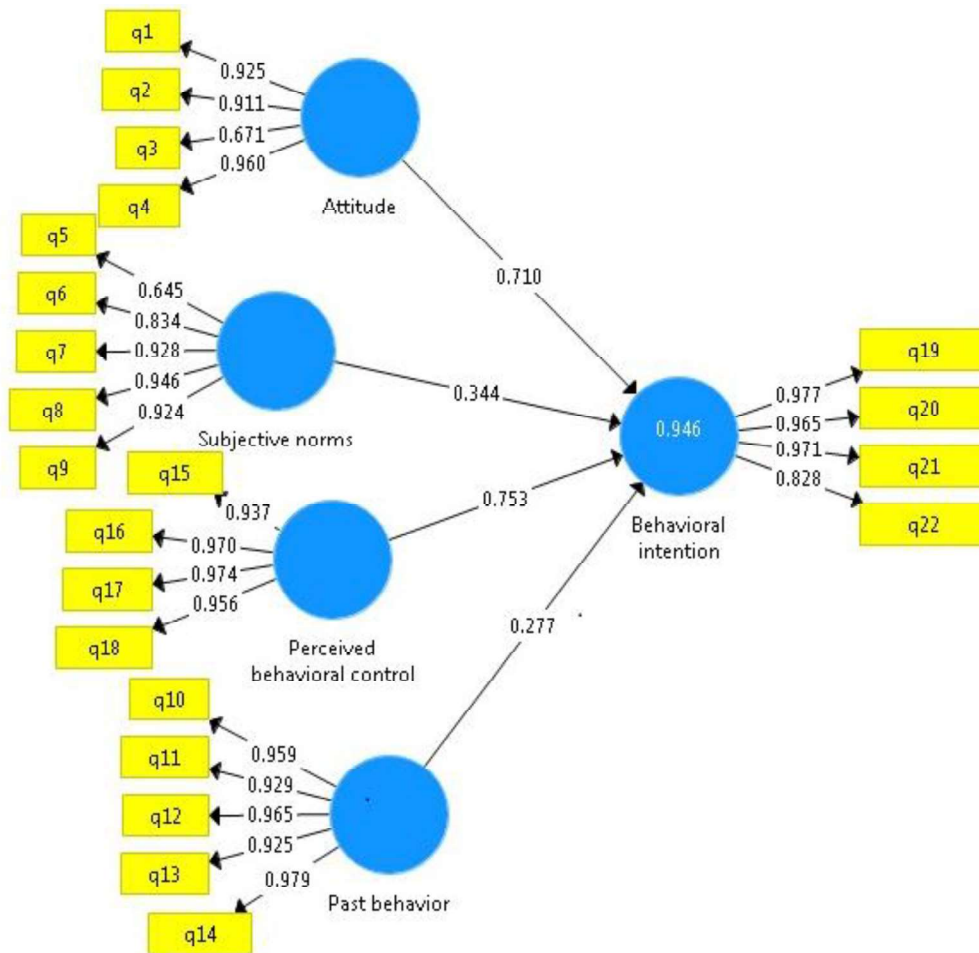 q1
0.925
q2
0.911
q3
0.671
q4
0.960
Attitude
0.710
q5
0.645
q6
0.834
q7
0.928
q8
0.946
q9
0.924
Subjective norms
0.344
q15
0.937
q16
0.970
q17
0.974
q18
0.956
Perceived
behavioral control
0.753
q10
0.959
q11
0.929
q12
0.965
q13
0.925
q14
0.979
Past behavior
0.277
0.946
Behavioral
intention
q19
0.977
q20
0.965
q21
0.971
q22
0.828